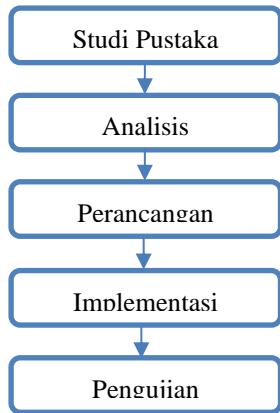 Studi Pustaka
Analisis
Perancangan
Implementasi
Pengujian